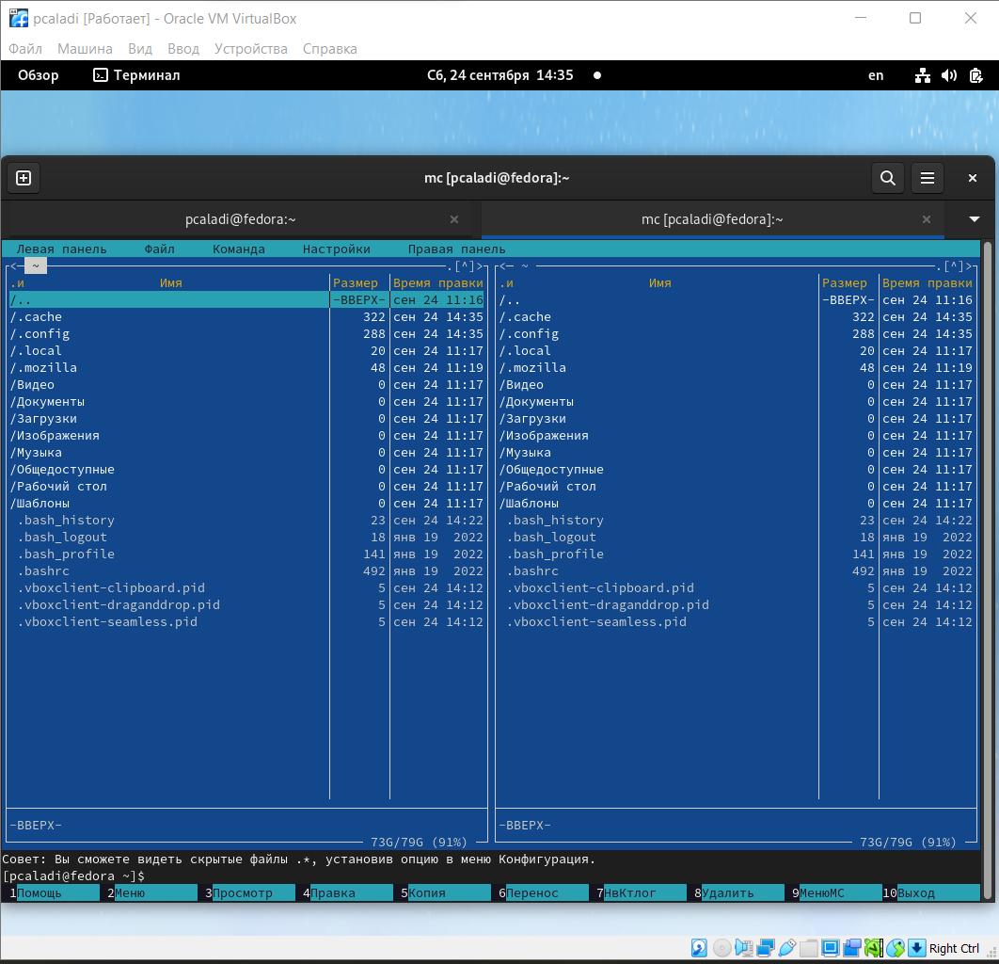 pcaladi [Работает] - Oracle VM VirtualBox
Файл Машина Вид Ввод Устройства Справка
Обзор Терминал Сб, 24 сентября 14:35 en
mc [pcaladi@fedora]:~
pcaladi@fedora:~ mc [pcaladi@fedora]:~
Левая панель Файл Команда Настройки Правая панель
<─ ~ .[^]> <─ ~ .[^]>
.и Имя Размер Время правки .и Имя Размер Время правки
/.. -ВВЕРХ- сен 24 11:16 /.. -ВВЕРХ- сен 24 11:16
/.cache 322 сен 24 14:35 /.cache 322 сен 24 14:35
/.config 288 сен 24 14:35 /.config 288 сен 24 14:35
/.local 20 сен 24 11:17 /.local 20 сен 24 11:17
/.mozilla 48 сен 24 11:19 /.mozilla 48 сен 24 11:19
/Видео 0 сен 24 11:17 /Видео 0 сен 24 11:17
/Документы 0 сен 24 11:17 /Документы 0 сен 24 11:17
/Загрузки 0 сен 24 11:17 /Загрузки 0 сен 24 11:17
/Изображения 0 сен 24 11:17 /Изображения 0 сен 24 11:17
/Музыка 0 сен 24 11:17 /Музыка 0 сен 24 11:17
/Общедоступные 0 сен 24 11:17 /Общедоступные 0 сен 24 11:17
/Рабочий стол 0 сен 24 11:17 /Рабочий стол 0 сен 24 11:17
/Шаблоны 0 сен 24 11:17 /Шаблоны 0 сен 24 11:17
.bash_history 23 сен 24 14:22 .bash_history 23 сен 24 14:22
.bash_logout 18 янв 19 2022 .bash_logout 18 янв 19 2022
.bash_profile 141 янв 19 2022 .bash_profile 141 янв 19 2022
.bashrc 492 янв 19 2022 .bashrc 492 янв 19 2022
.vboxclient-clipboard.pid 5 сен 24 14:12 .vboxclient-clipboard.pid 5 сен 24 14:12
.vboxclient-draganddrop.pid 5 сен 24 14:12 .vboxclient-draganddrop.pid 5 сен 24 14:12
.vboxclient-seamless.pid 5 сен 24 14:12 .vboxclient-seamless.pid 5 сен 24 14:12
-ВВЕРХ- -ВВЕРХ-
73G/79G (91%) 73G/79G (91%)
Совет: Вы сможете видеть скрытые файлы .*, установив опцию в меню Конфигурация.
[pcaladi@fedora ~]$
1Помощь 2Меню 3Просмотр 4Правка 5Копия 6Перенос 7НвКтлог 8Удалить 9МенюMC 10Выход
Right Ctrl